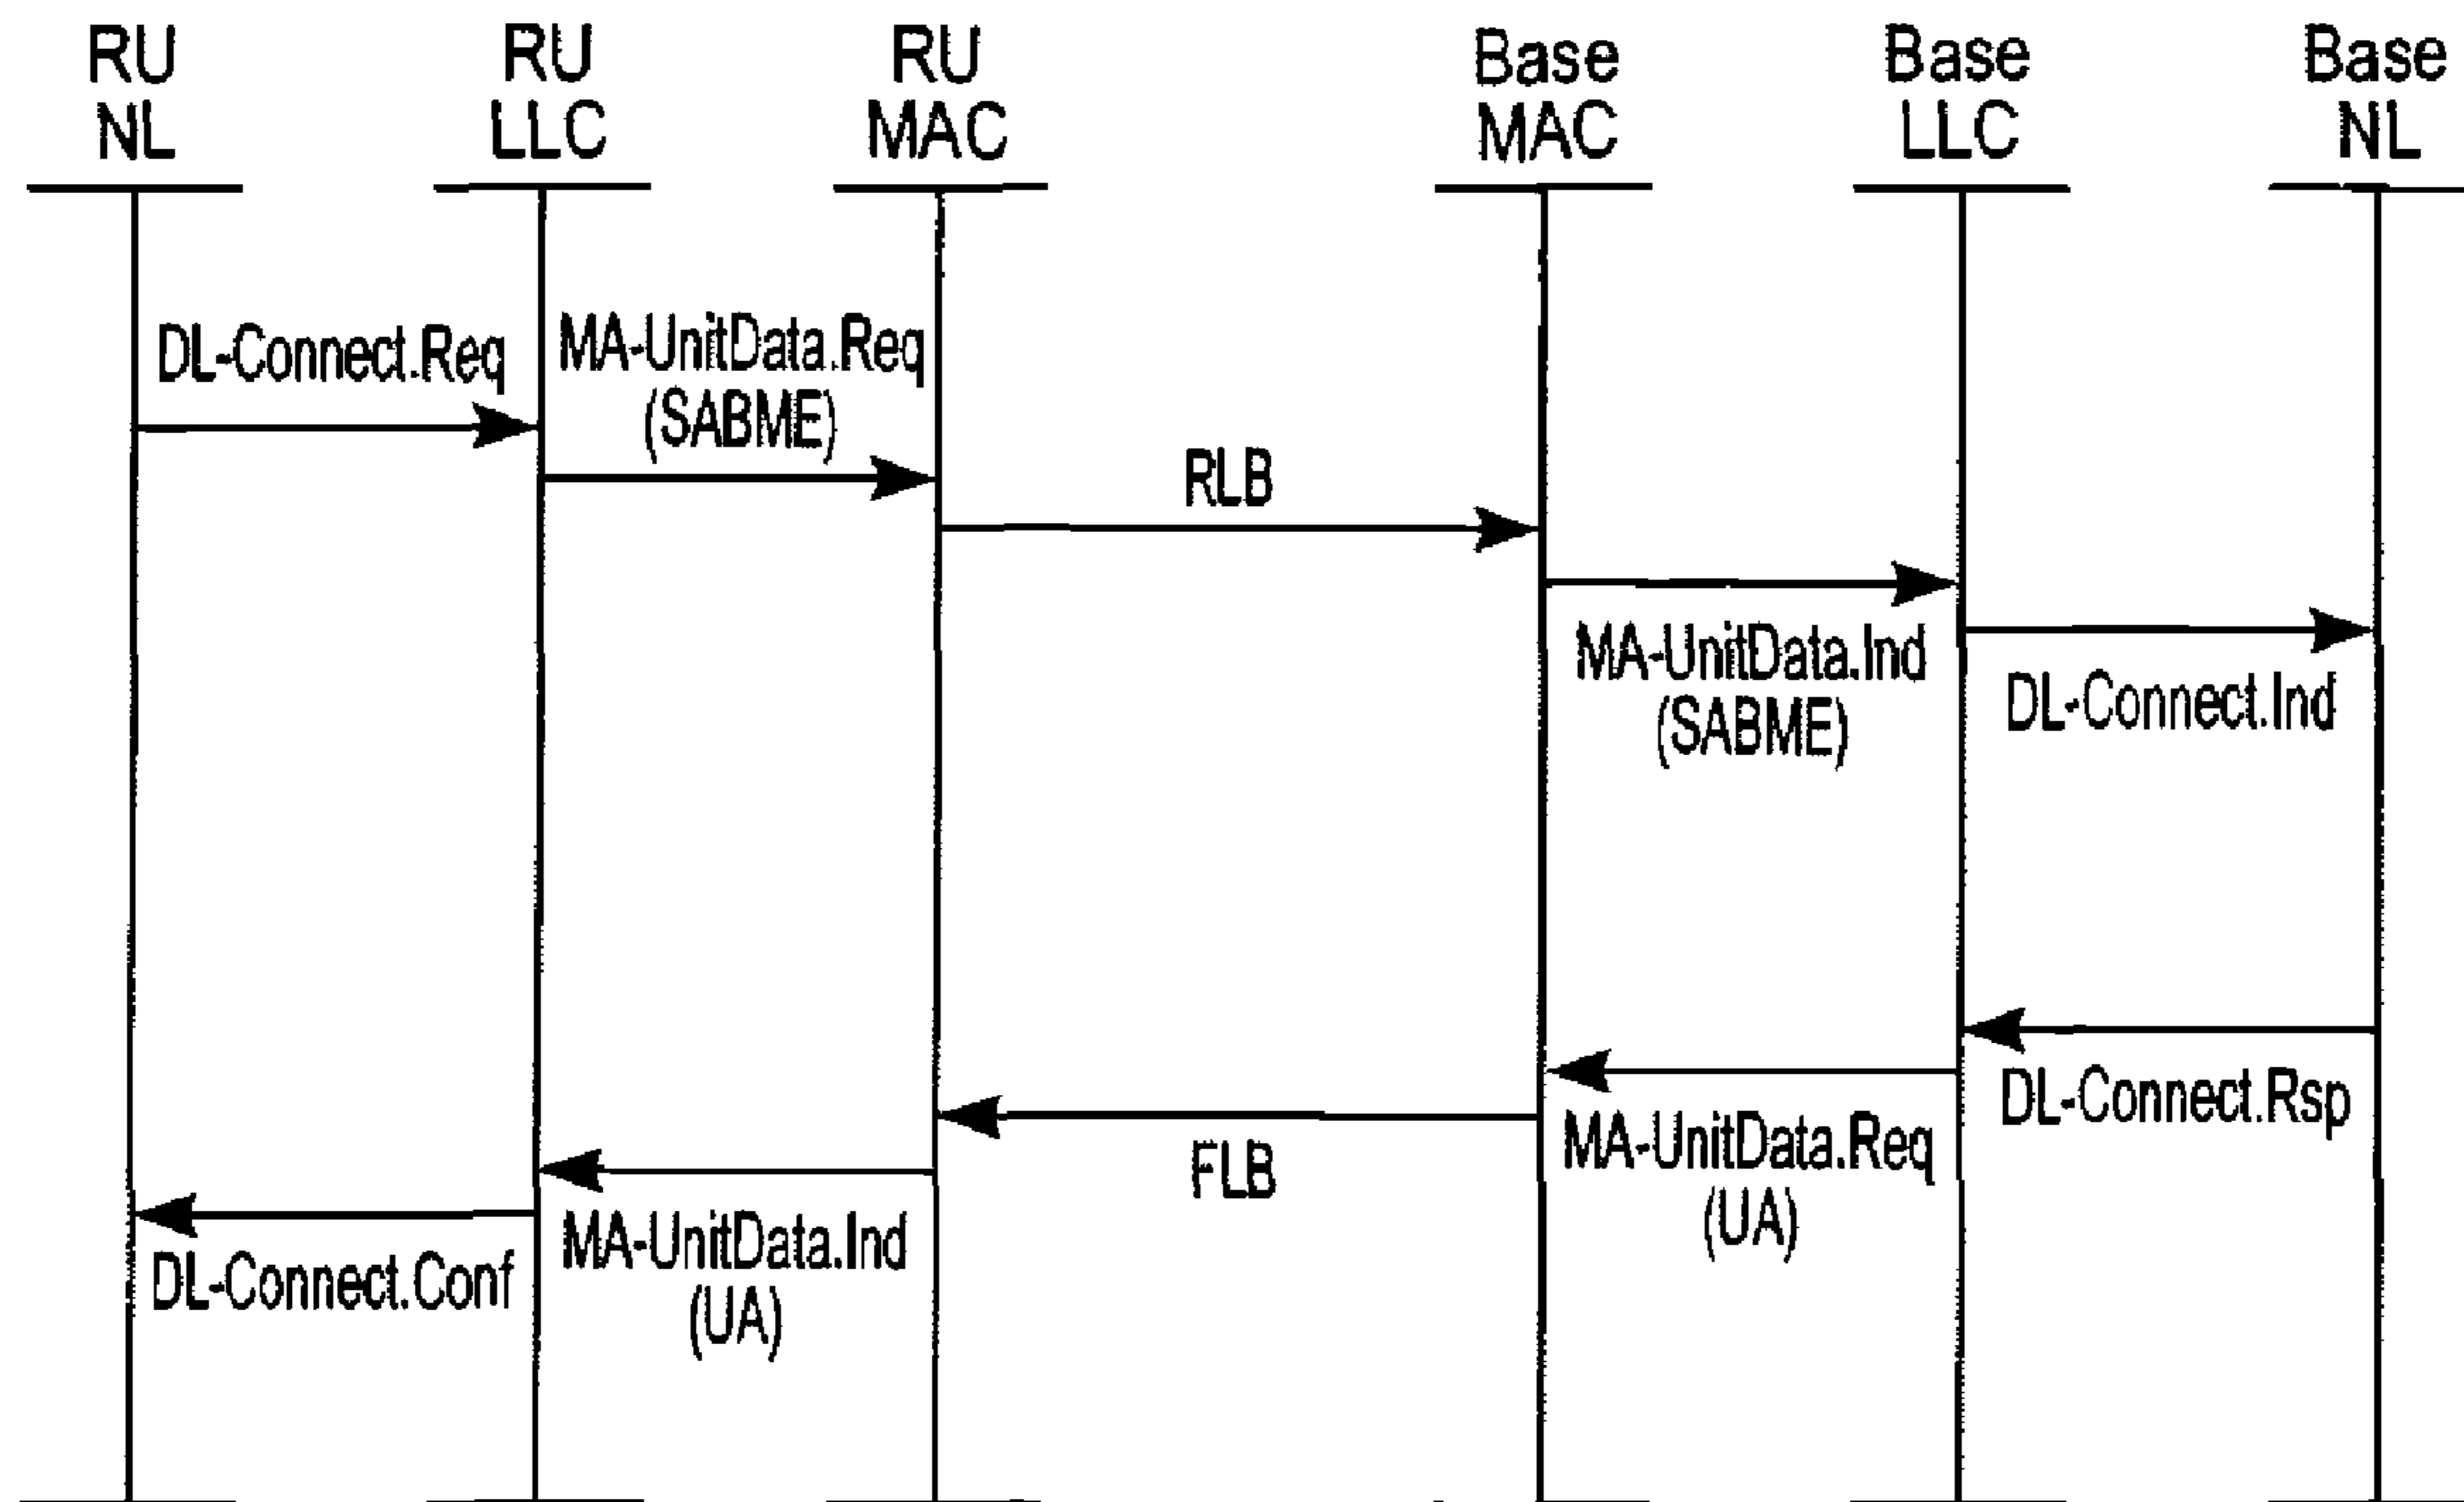 RU
NL
RU
LLC
RU
MAC
Base
MAC
Base
LLC
Base
NL
DL-Connect.Req
MA-UnitData.Req
(SABME)
RLB
MA-UnitData.Ind
(SABME)
DL-Connect.Ind
DL-Connect.Rsp
MA-UnitData.Req
(UA)
FLB
MA-UnitData.Ind
(UA)
DL-Connect.Conf